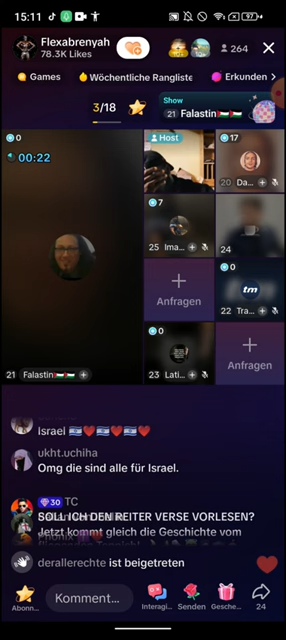 15:11
97
Flexabrenyah
78.3K Likes
264
Games
Wöchentliche Rangliste
Erkunden
3/18
Show
21 Falastin🇵🇸🇵🇸
0
00:22
Host
17
20 Da...
7
25 Ima...
24
Anfragen
0
22 Tra...
tm
0
23 Lati...
Anfragen
21 Falastin🇵🇸🇵🇸
Israel 🇮🇱❤️🇮🇱❤️🇮🇱❤️
ukht.uchiha
Omg die sind alle für Israel.
30 TC
SOLL ICH DEN REITER VERSE VORLESEN?
Jetzt kommt gleich die Geschichte vom
derallerechte ist beigetreten
Abonn...
Komment...
Interagi...
Senden
Gesche...
24